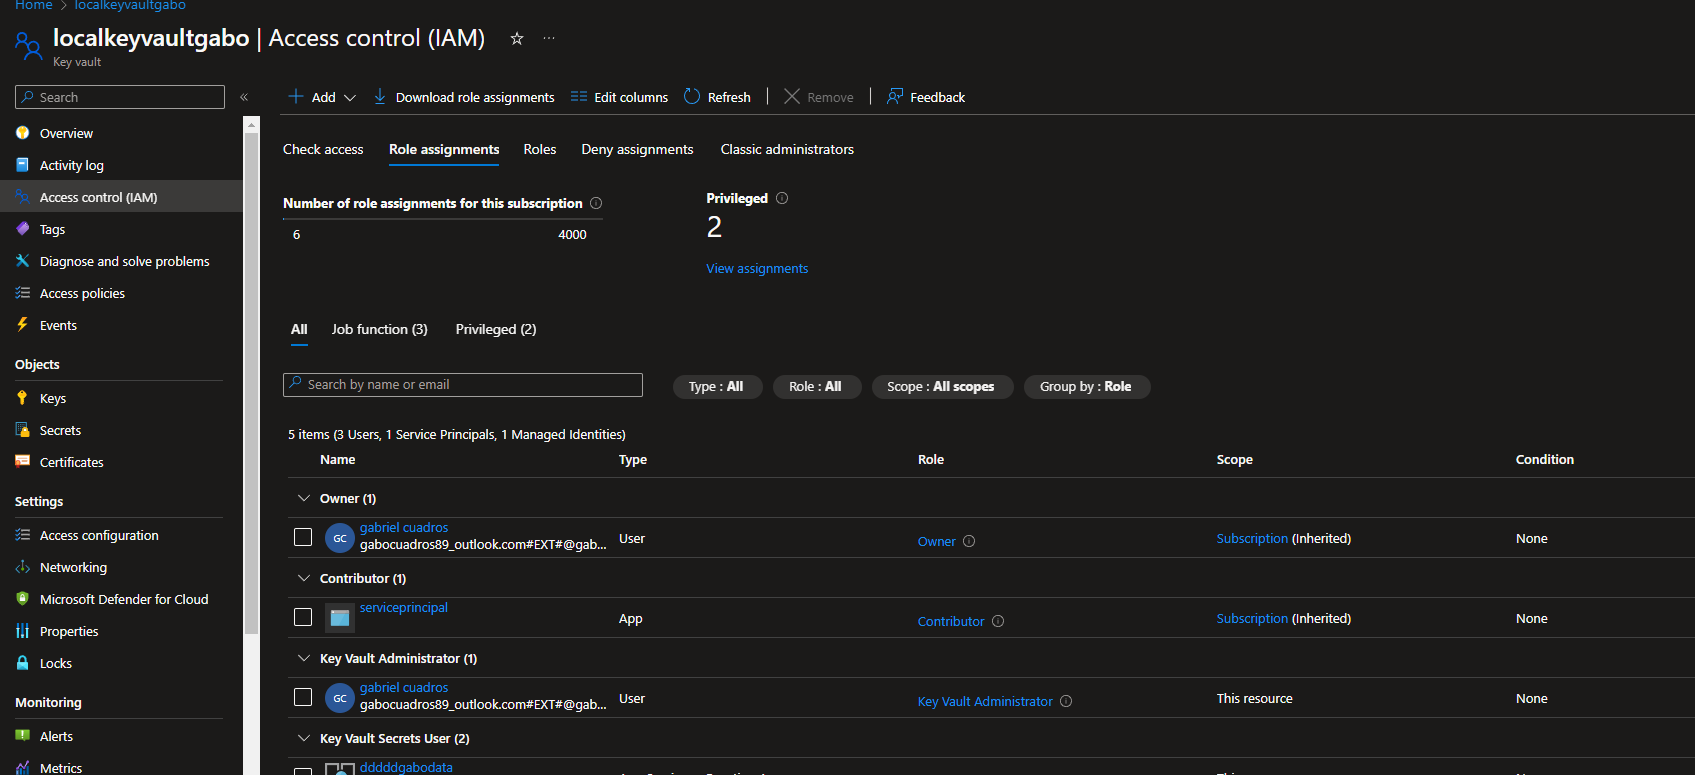 Home > localkeyvaultgabo
localkeyvaultgabo | Access control (IAM) ☆ ···
Key vault
Search «
Add Download role assignments Edit columns Refresh Remove Feedback
Overview
Activity log
Access control (IAM)
Tags
Diagnose and solve problems
Access policies
Events
Objects
Keys
Secrets
Certificates
Settings
Access configuration
Networking
Microsoft Defender for Cloud
Properties
Locks
Monitoring
Alerts
Metrics
Check access Role assignments Roles Deny assignments Classic administrators
Number of role assignments for this subscription
6 4000
Privileged
2
View assignments
All Job function (3) Privileged (2)
Search by name or email Type : All Role : All Scope : All scopes Group by : Role
5 items (3 Users, 1 Service Principals, 1 Managed Identities)
Name Type Role Scope Condition
Owner (1)
GC gabriel cuadros
gabocuadros89_outlook.com#EXT#@gab... User Owner Subscription (Inherited) None
Contributor (1)
serviceprincipal
App Contributor Subscription (Inherited) None
Key Vault Administrator (1)
GC gabriel cuadros
gabocuadros89_outlook.com#EXT#@gab... User Key Vault Administrator This resource None
Key Vault Secrets User (2)
dddddgabodata